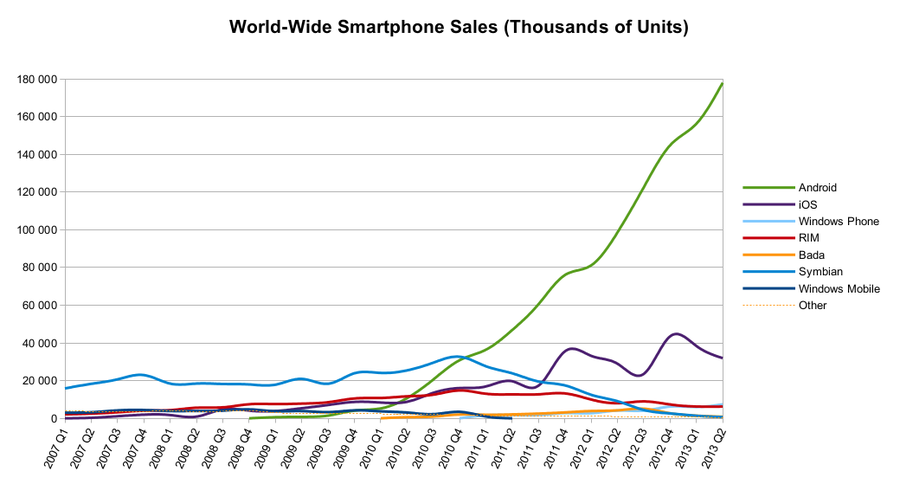 World-Wide Smartphone Sales (Thousands of Units)
180 000
160 000
140 000
120 000
100 000
80 000
60 000
40 000
20 000
0
Android
iOS
Windows Phone
RIM
Bada
Symbian
Windows Mobile
Other
2007 Q1
2007 Q2
2007 Q3
2007 Q4
2008 Q1
2008 Q2
2008 Q3
2008 Q4
2009 Q1
2009 Q2
2009 Q3
2009 Q4
2010 Q1
2010 Q2
2010 Q3
2010 Q4
2011 Q1
2011 Q2
2011 Q3
2011 Q4
2012 Q1
2012 Q2
2012 Q3
2012 Q4
2013 Q1
2013 Q2